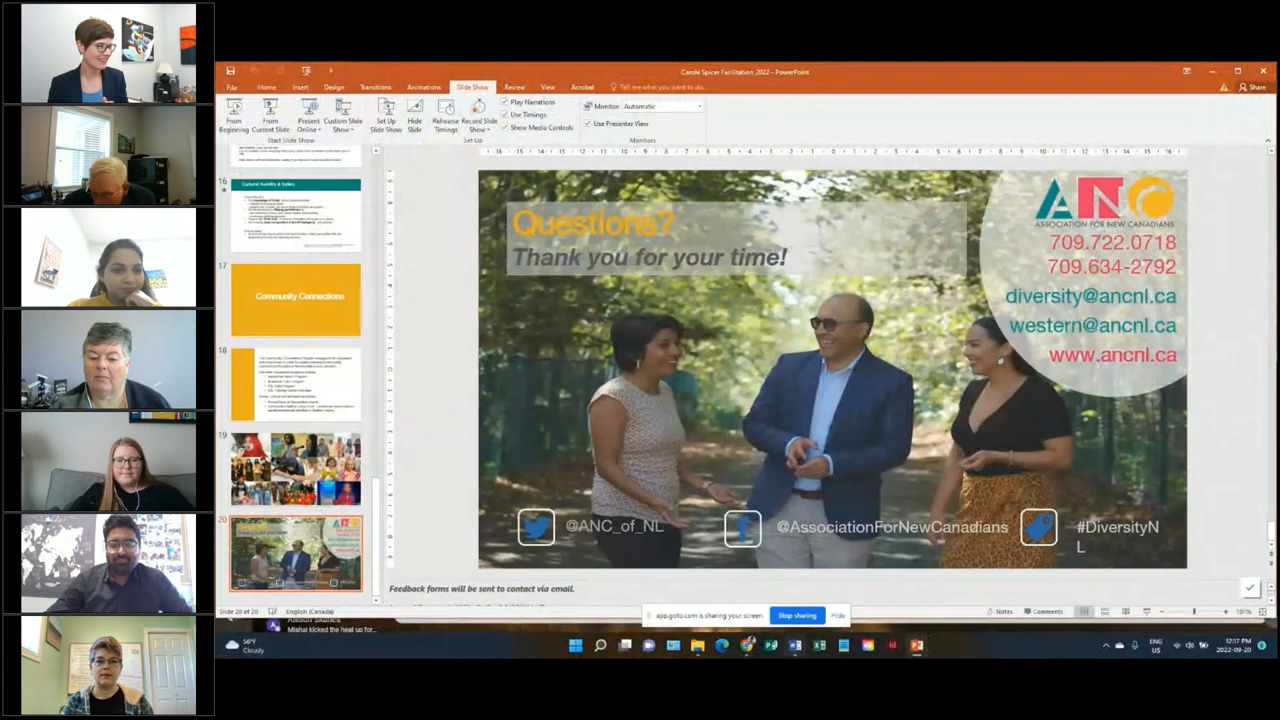 Carole Spicer Facilitation_2022 - PowerPoint
File Home Insert Design Transitions Animations Slide Show Review View Acrobat Tell me what you want to do... Share
From Beginning
From Current Slide
Present Online
Custom Slide Show
Set Up Slide Show
Hide Slide
Rehearse Timings
Record Slide Show
Play Narrations
Use Timings
Show Media Controls
Monitor: Automatic
Use Presenter View
Start Slide Show
Set Up
Monitors
16
Cultural Humility & Safety
17
Community Connections
18
19
20
Questions?
Thank you for your time!
ANC
ASSOCIATION FOR NEW CANADIANS
709.722.0718
709.634-2792
diversity@ancnl.ca
western@ancnl.ca
www.ancnl.ca
@ANC_of_NL
@AssociationForNewCanadians
#DiversityN
L
Feedback forms will be sent to contact via email.
Slide 20 of 20 English (Canada)
Notes Comments 101%
app.goto.com is sharing your screen. Stop sharing Hide
Mishal kicked the heat up for...
56°F
Cloudy
ENG
US
12:17 PM
2022-09-20